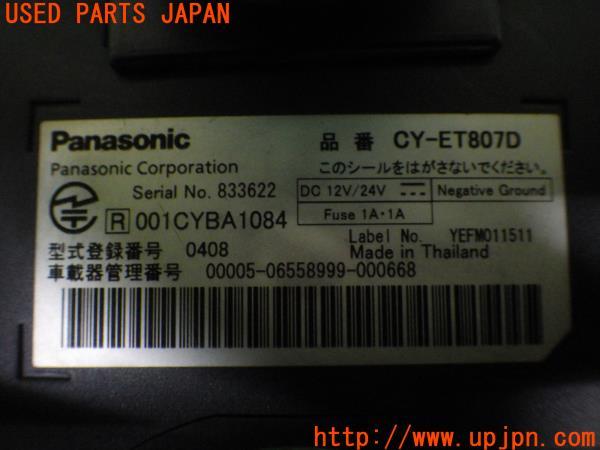 USED PARTS JAPAN
Panasonic
品番 CY-ET807D
Panasonic Corporation
このシールをはがさないでください。
Serial No. 833622
DC 12V/24V
Negative Ground
R 001CYBA1084
Fuse 1A・1A
Label No. YEFM011511
型式登録番号 0408
Made in Thailand
車載器管理番号 00005-06558999-000668
U.P.J
http://www.upjpn.com